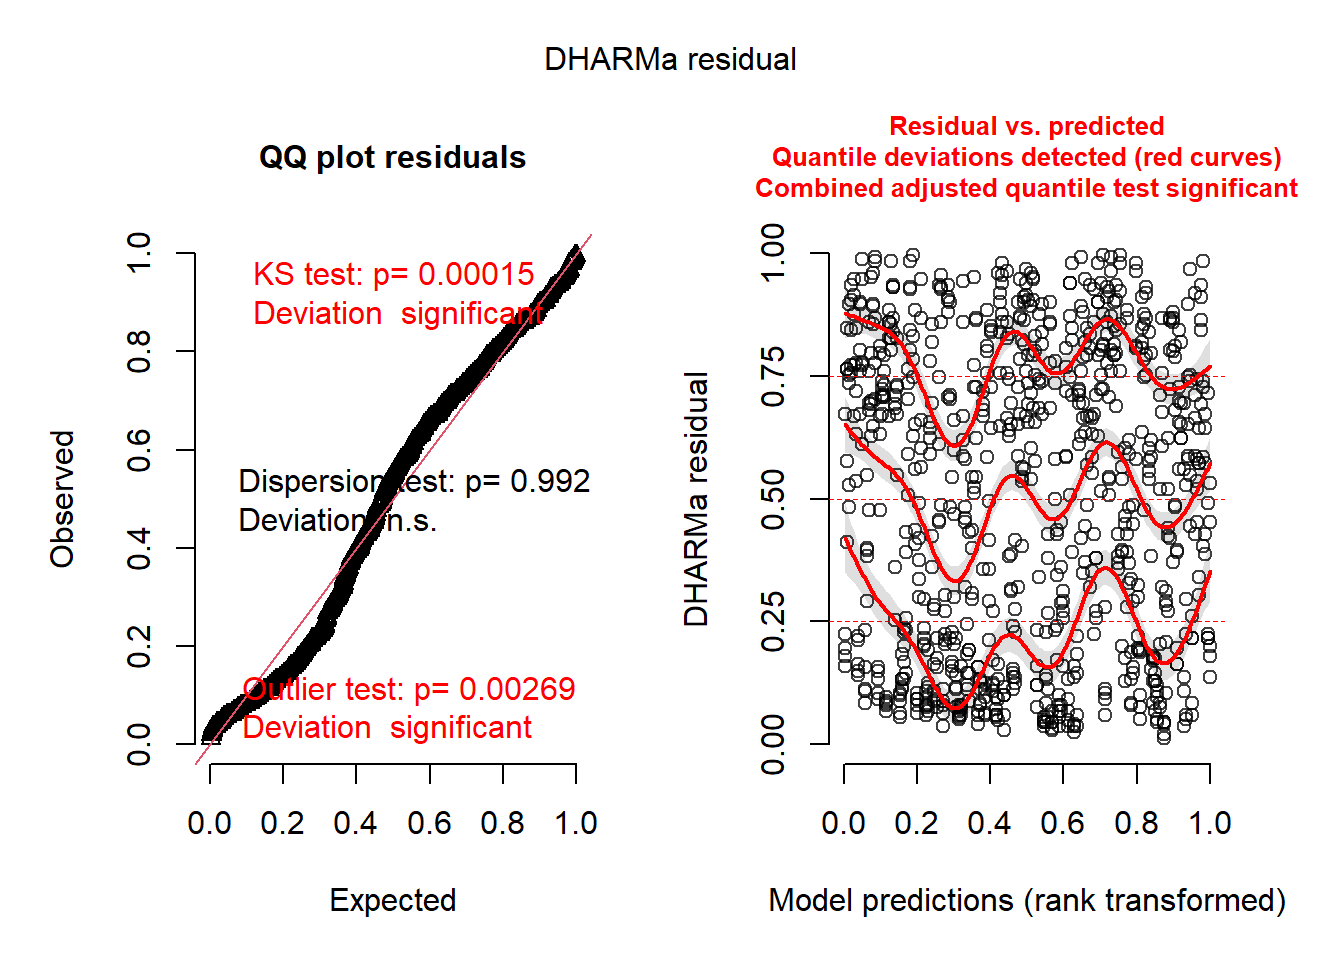 DHARMa residual
QQ plot residuals
KS test: p= 0.00015
Deviation  significant
Dispersion test: p= 0.992
Deviation n.s.
Outlier test: p= 0.00269
Deviation  significant
Observed
0.0 0.2 0.4 0.6 0.8 1.0
0.0 0.2 0.4 0.6 0.8 1.0
Expected
Residual vs. predicted
Quantile deviations detected (red curves)
Combined adjusted quantile test significant
DHARMa residual
0.00 0.25 0.50 0.75 1.00
0.0 0.2 0.4 0.6 0.8 1.0
Model predictions (rank transformed)